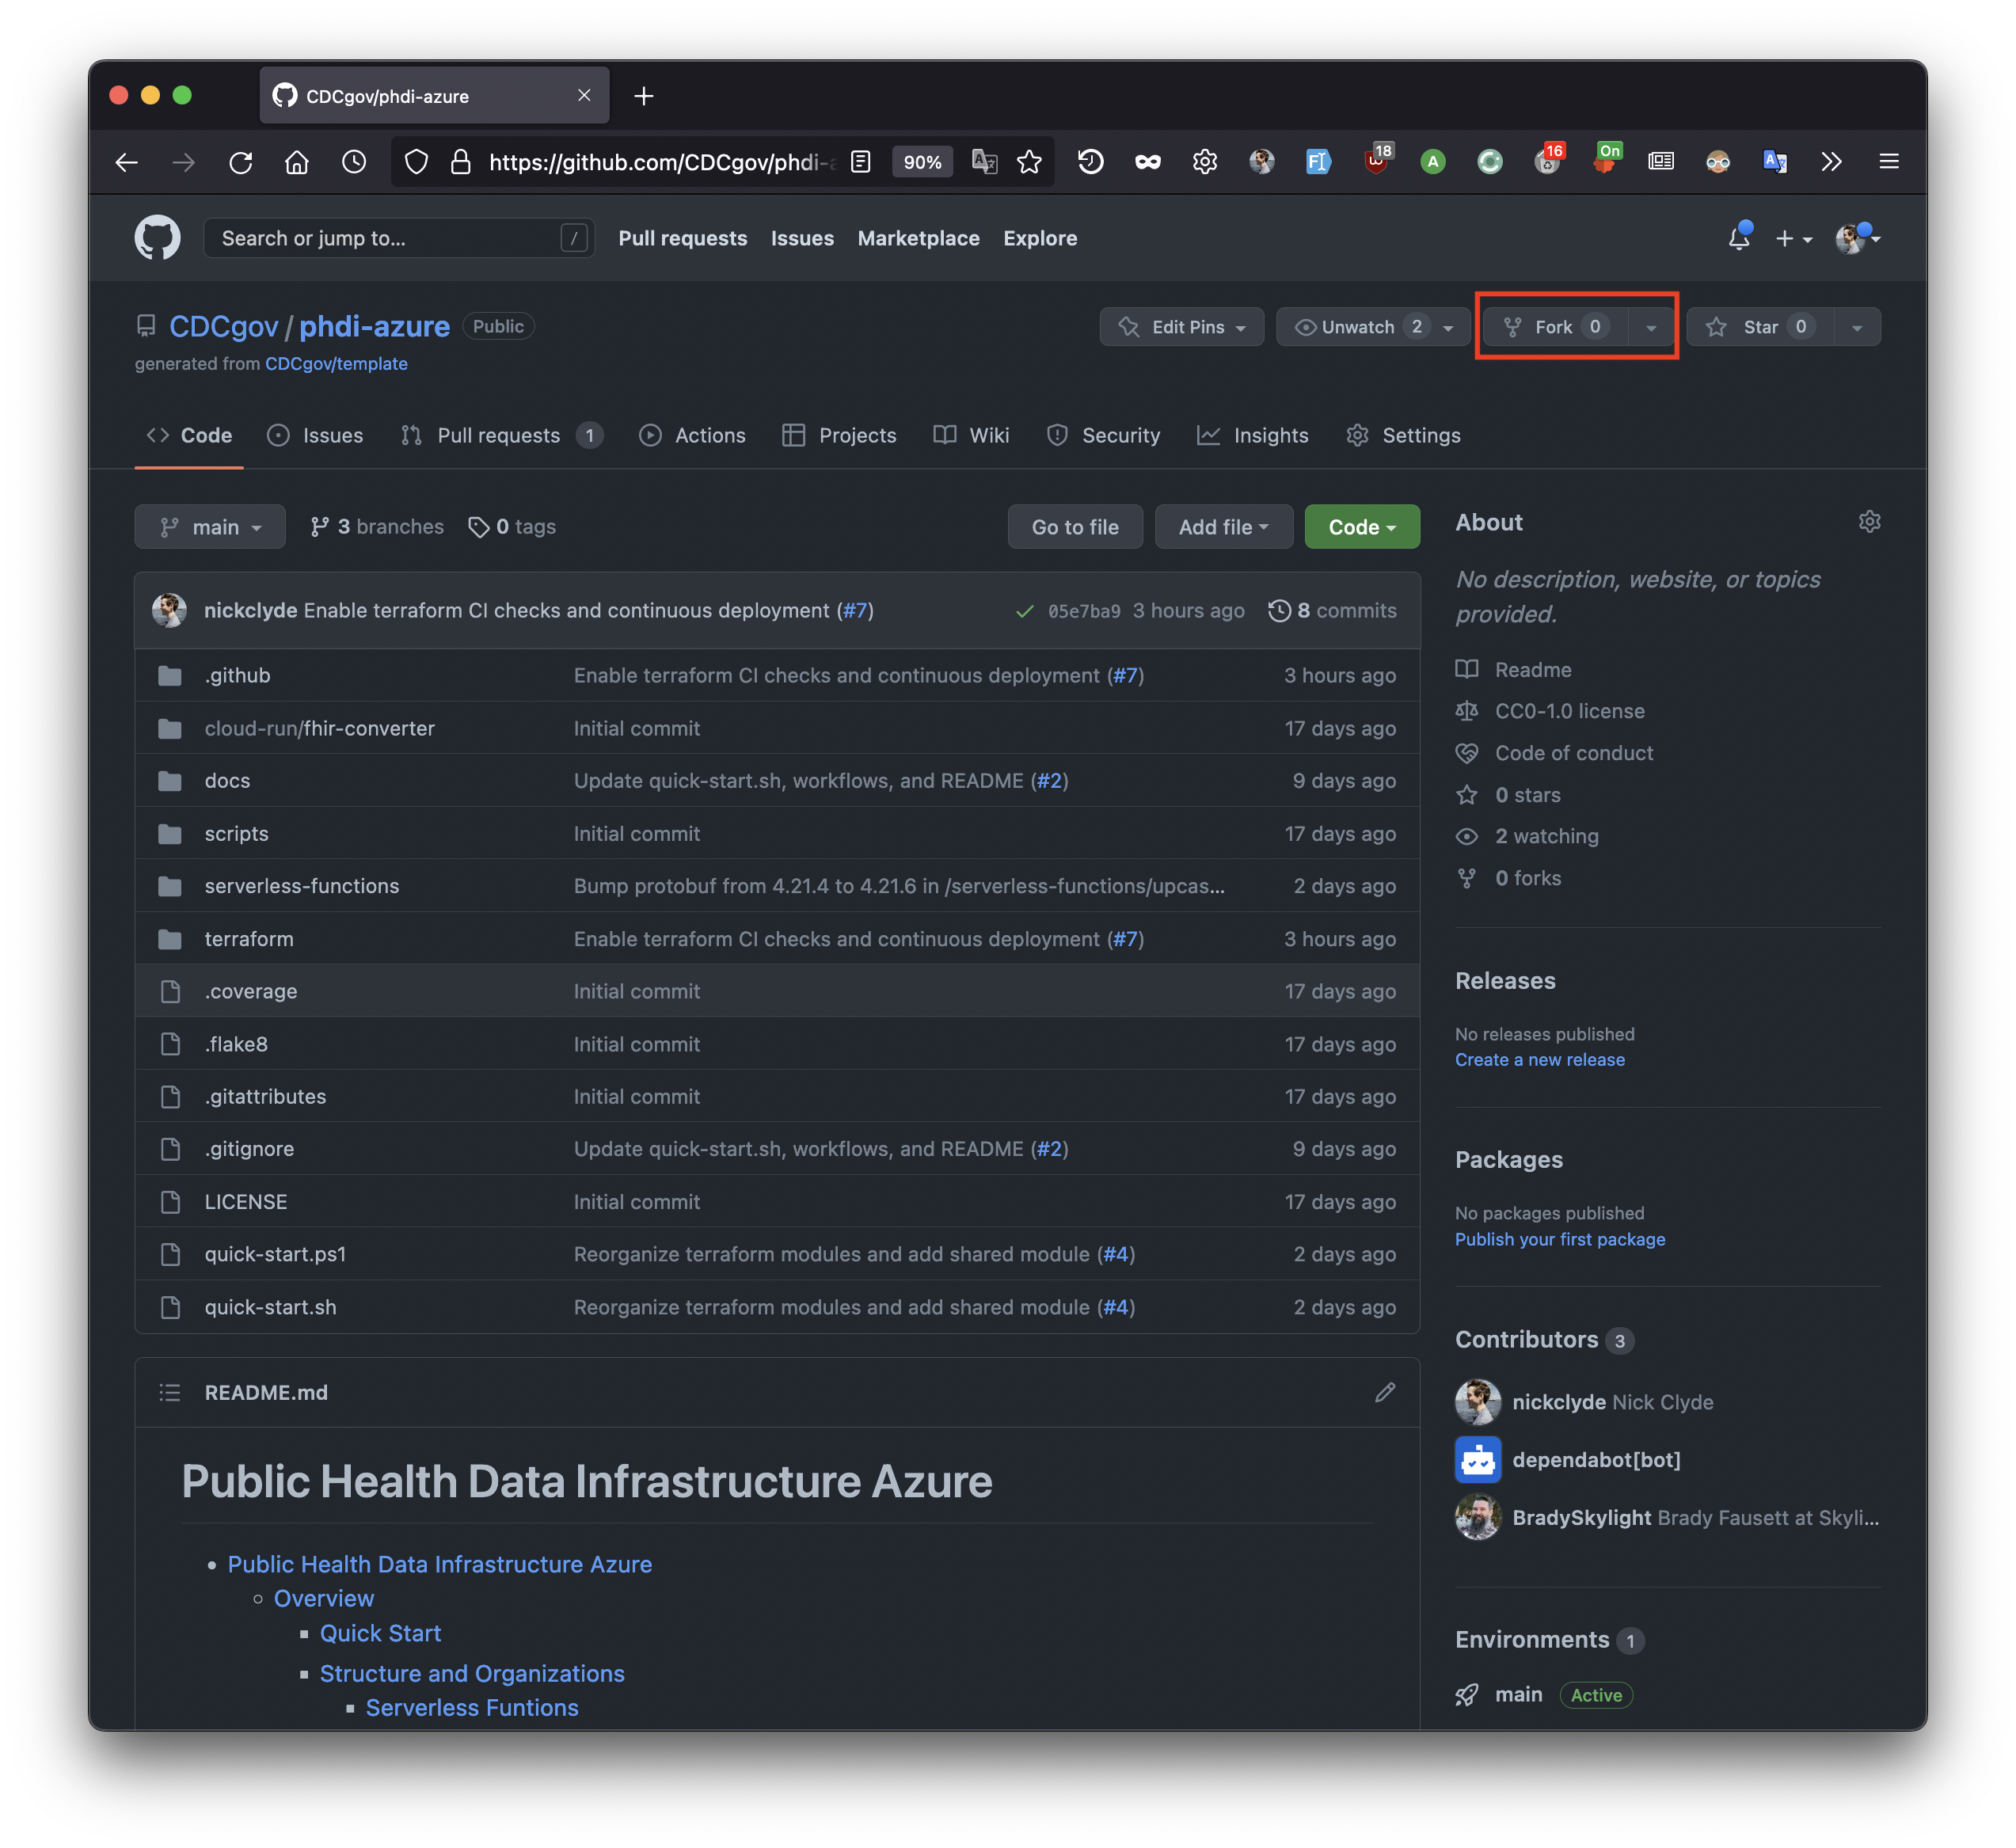 CDCgov/phdi-azure
https://github.com/CDCgov/phdi-a
90%
18
A
16
On
Search or jump to...
/
Pull requests
Issues
Marketplace
Explore
CDCgov / phdi-azure Public
generated from CDCgov/template
Edit Pins
Unwatch 2
Fork 0
Star 0
Code
Issues
Pull requests 1
Actions
Projects
Wiki
Security
Insights
Settings
main
3 branches
0 tags
Go to file
Add file
Code
nickclyde Enable terraform CI checks and continuous deployment (#7) 05e7ba9 3 hours ago 8 commits
.github Enable terraform CI checks and continuous deployment (#7) 3 hours ago
cloud-run/fhir-converter Initial commit 17 days ago
docs Update quick-start.sh, workflows, and README (#2) 9 days ago
scripts Initial commit 17 days ago
serverless-functions Bump protobuf from 4.21.4 to 4.21.6 in /serverless-functions/upcas... 2 days ago
terraform Enable terraform CI checks and continuous deployment (#7) 3 hours ago
.coverage Initial commit 17 days ago
.flake8 Initial commit 17 days ago
.gitattributes Initial commit 17 days ago
.gitignore Update quick-start.sh, workflows, and README (#2) 9 days ago
LICENSE Initial commit 17 days ago
quick-start.ps1 Reorganize terraform modules and add shared module (#4) 2 days ago
quick-start.sh Reorganize terraform modules and add shared module (#4) 2 days ago
README.md
Public Health Data Infrastructure Azure
Public Health Data Infrastructure Azure
Overview
Quick Start
Structure and Organizations
Serverless Funtions
About
No description, website, or topics
provided.
Readme
CC0-1.0 license
Code of conduct
0 stars
2 watching
0 forks
Releases
No releases published
Create a new release
Packages
No packages published
Publish your first package
Contributors 3
nickclyde Nick Clyde
dependabot[bot]
BradySkylight Brady Fausett at Skyli...
Environments 1
main Active